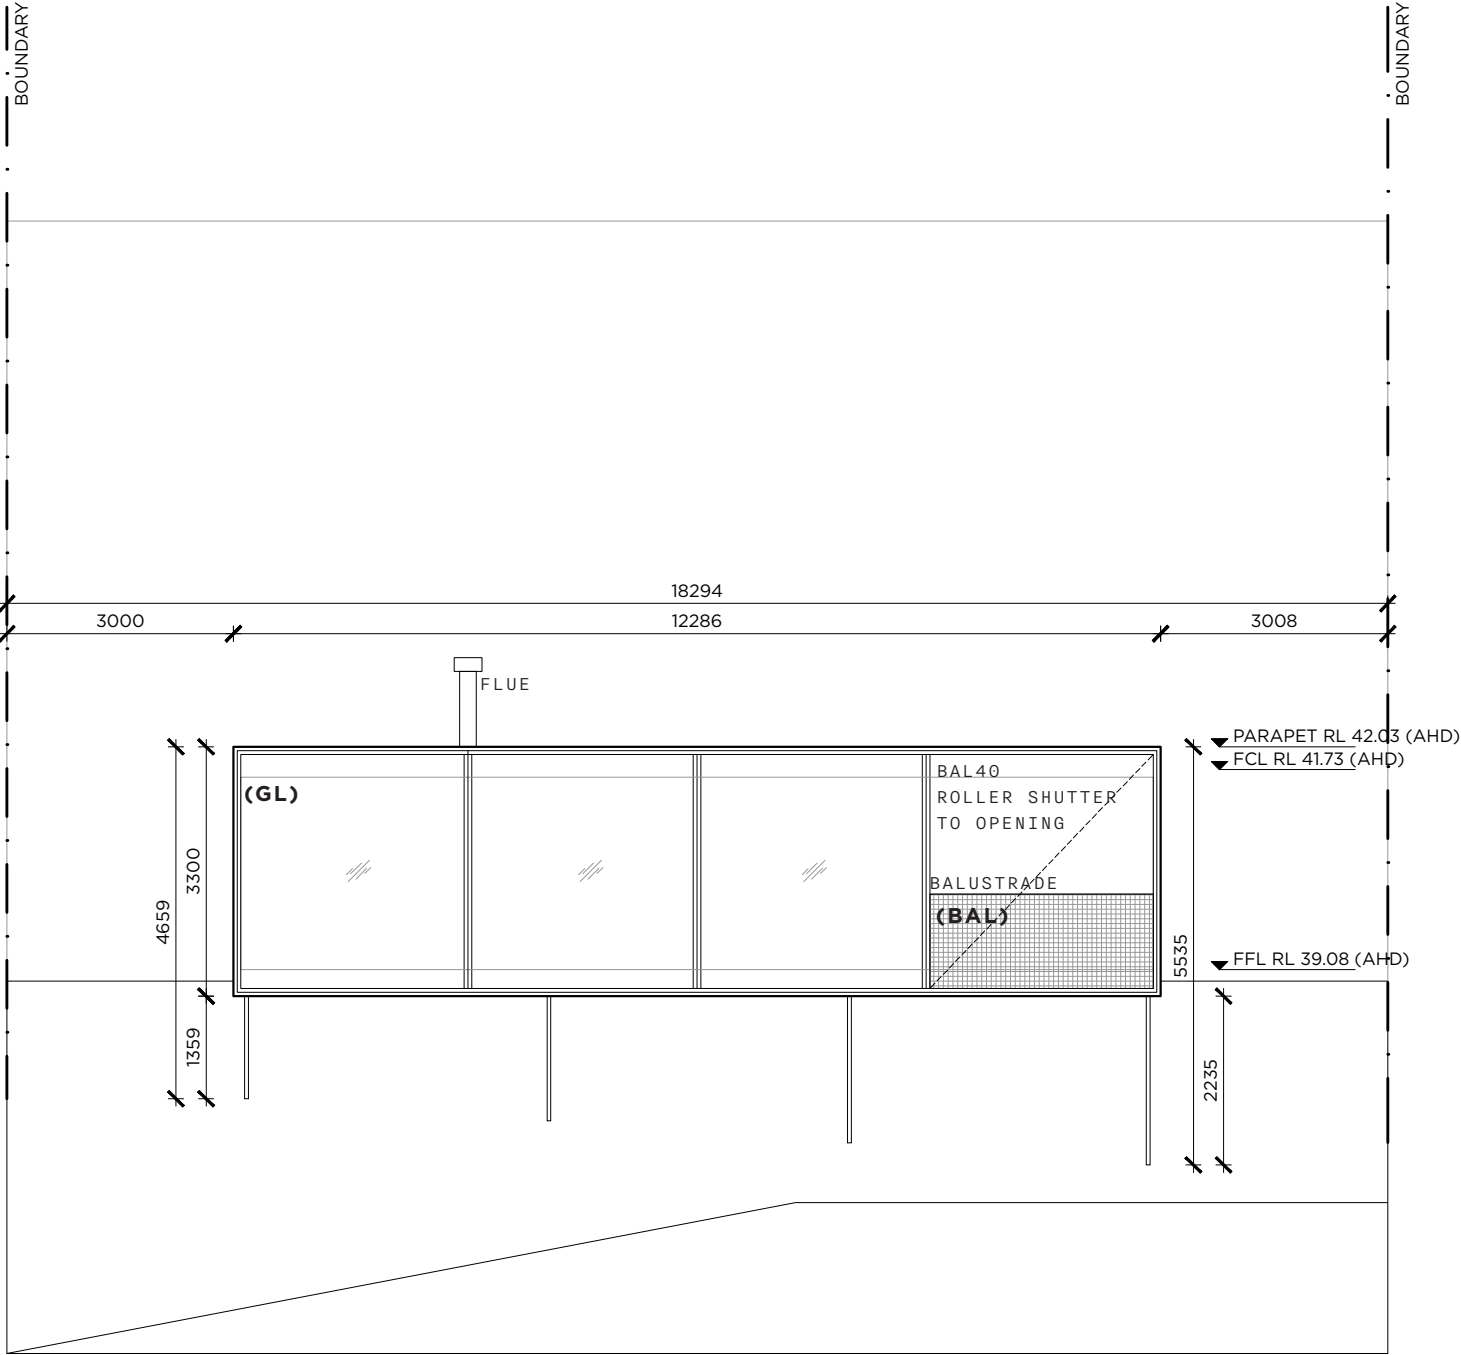 BOUNDARY
BOUNDARY
18294
3000
12286
3008
FLUE
PARAPET RL 42.03 (AHD)
FCL RL 41.73 (AHD)
(GL)
BAL40
ROLLER SHUTTER
TO OPENING
BALUSTRADE
(BAL)
3300
4659
5535
FFL RL 39.08 (AHD)
1359
2235